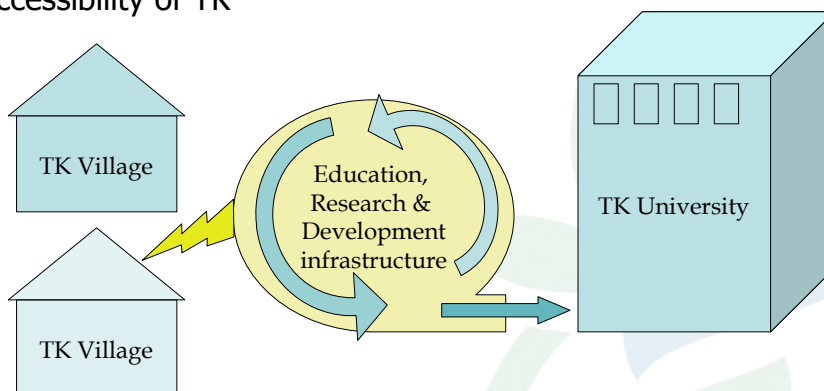 ccessibility of TK
TK Village
Education,
Research &
Development
infrastructure
TK University
TK Village